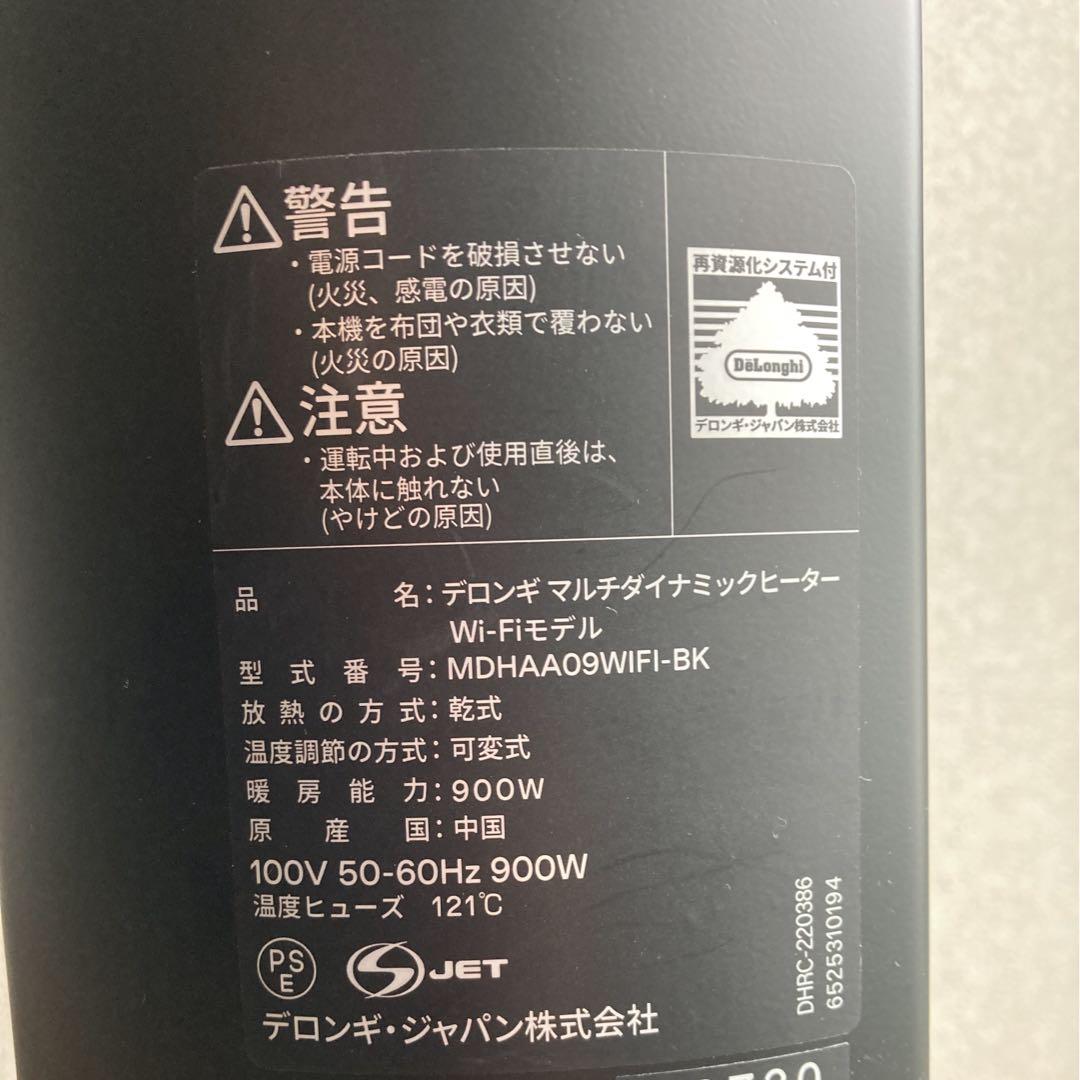 警告
・電源コードを破損させない
(火災、感電の原因)
・本機を布団や衣類で覆わない
(火災の原因)
注意
・運転中および使用直後は、
本体に触れない
(やけどの原因)
再資源化システム付
DēLonghi
デロンギ・ジャパン株式会社
品名：デロンギ マルチダイナミックヒーター
Wi-Fiモデル
型式番号：MDHAA09WIFI-BK
放熱の方式：乾式
温度調節の方式：可変式
暖房能力：900W
原産国：中国
100V 50-60Hz 900W
温度ヒューズ 121℃
PSE
S JET
デロンギ・ジャパン株式会社
DHRC-220386
6525310194